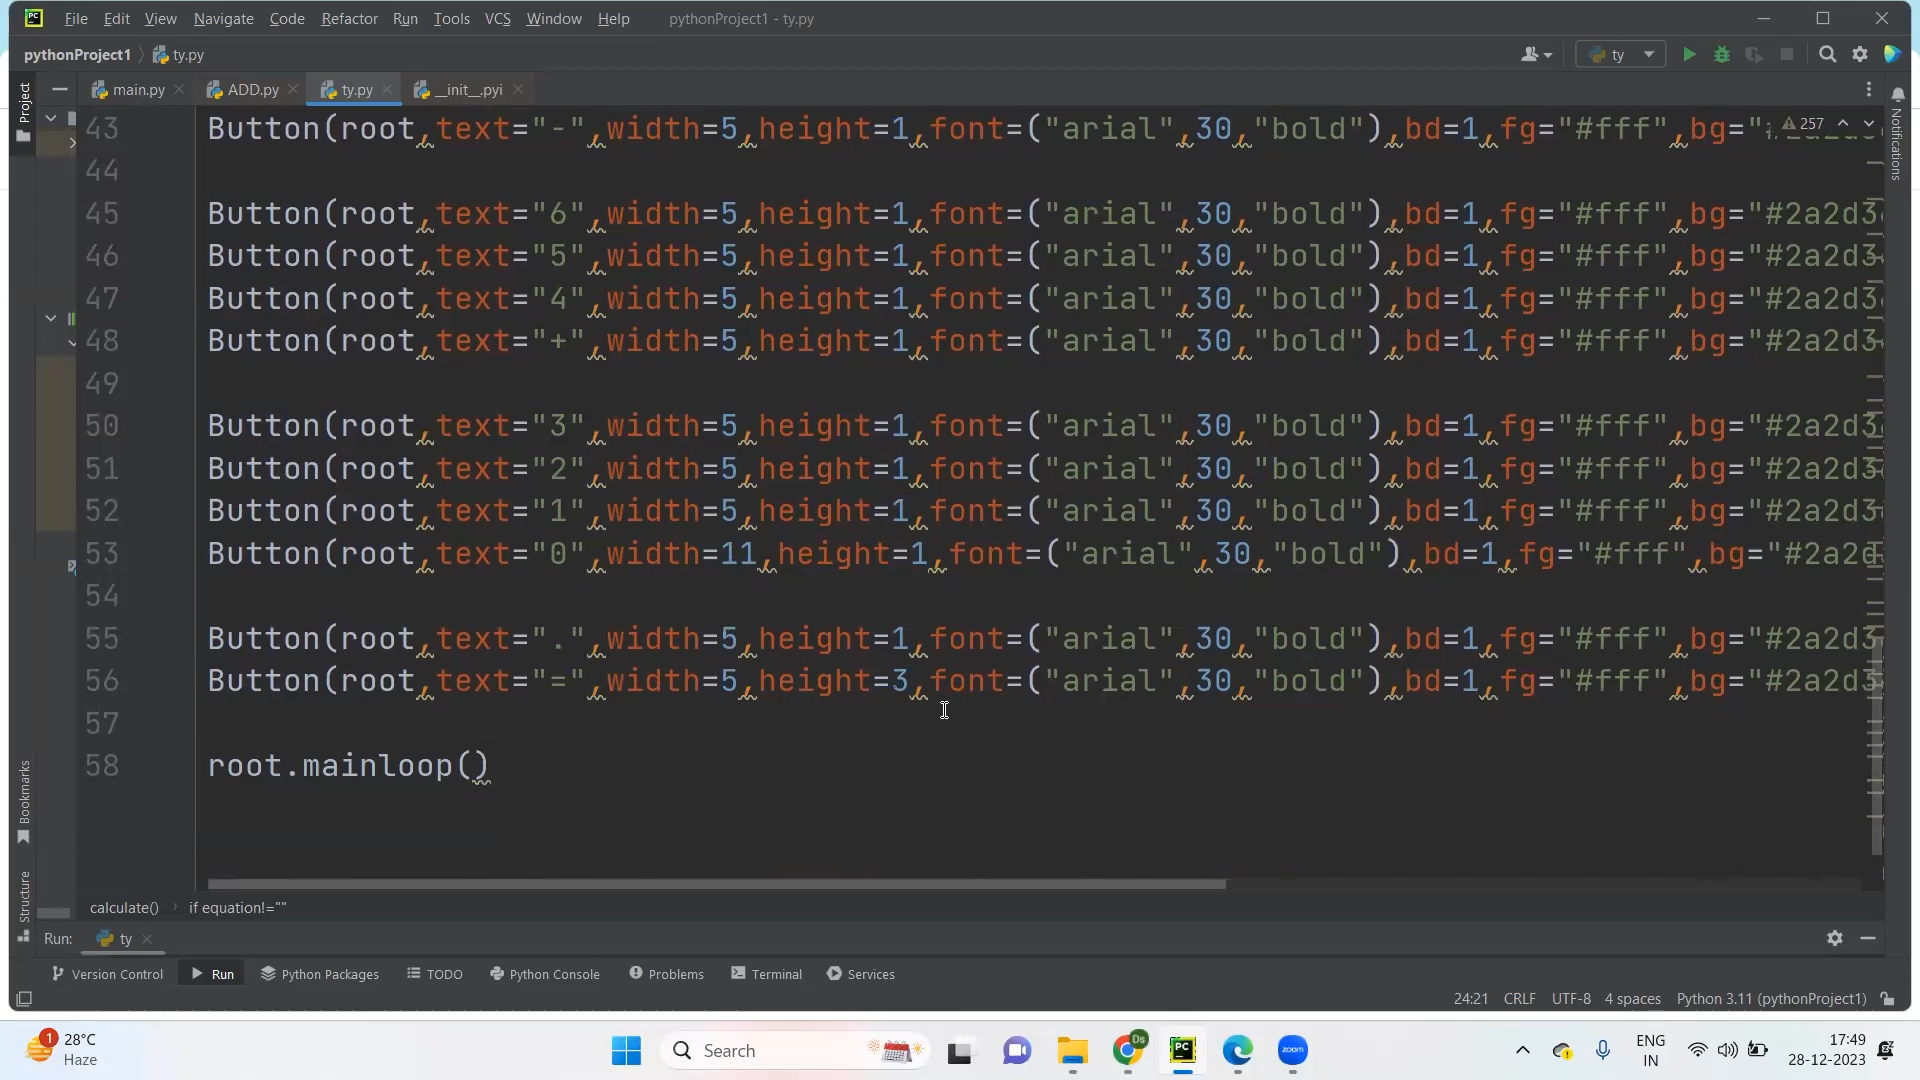 PC File Edit View Navigate Code Refactor Run Tools VCS Window Help pythonProject1 - ty.py
pythonProject1 ty.py ty
main.py ADD.py ty.py __init__.pyi
Project
Notifications
257
43 Button(root,text="-",width=5,height=1,font=("arial",30,"bold"),bd=1,fg="#fff",bg="
44
45 Button(root,text="6",width=5,height=1,font=("arial",30,"bold"),bd=1,fg="#fff",bg="#2a2d3
46 Button(root,text="5",width=5,height=1,font=("arial",30,"bold"),bd=1,fg="#fff",bg="#2a2d3
47 Button(root,text="4",width=5,height=1,font=("arial",30,"bold"),bd=1,fg="#fff",bg="#2a2d3
48 Button(root,text="+",width=5,height=1,font=("arial",30,"bold"),bd=1,fg="#fff",bg="#2a2d3
49
50 Button(root,text="3",width=5,height=1,font=("arial",30,"bold"),bd=1,fg="#fff",bg="#2a2d3
51 Button(root,text="2",width=5,height=1,font=("arial",30,"bold"),bd=1,fg="#fff",bg="#2a2d3
52 Button(root,text="1",width=5,height=1,font=("arial",30,"bold"),bd=1,fg="#fff",bg="#2a2d3
53 Button(root,text="0",width=11,height=1,font=("arial",30,"bold"),bd=1,fg="#fff",bg="#2a2d
54
55 Button(root,text=".",width=5,height=1,font=("arial",30,"bold"),bd=1,fg="#fff",bg="#2a2d3
56 Button(root,text="=",width=5,height=3,font=("arial",30,"bold"),bd=1,fg="#fff",bg="#2a2d3
57
58 root.mainloop()
Bookmarks
Structure
calculate() if equation!=""
Run: ty
Version Control Run Python Packages TODO Python Console Problems Terminal Services
24:21 CRLF UTF-8 4 spaces Python 3.11 (pythonProject1)
1 28°C
Haze
Search
Ds
PC
zoom
ENG
IN
17:49
28-12-2023